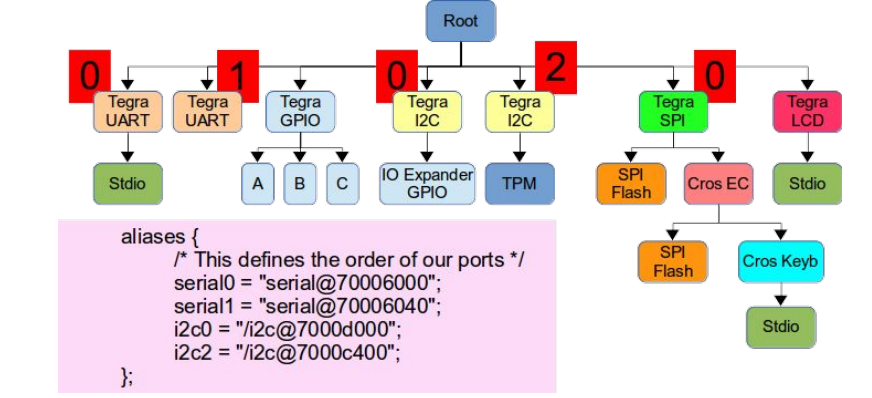 Root
0
1
0
2
0
Tegra
UART
Tegra
UART
Tegra
GPIO
Tegra
I2C
Tegra
I2C
Tegra
SPI
Tegra
LCD
Stdio
A
B
C
IO Expander
GPIO
TPM
SPI
Flash
Cros EC
Stdio
SPI
Flash
Cros Keyb
Stdio
aliases {
/* This defines the order of our ports */
serial0 = "serial@70006000";
serial1 = "serial@70006040";
i2c0 = "/i2c@7000d000";
i2c2 = "/i2c@7000c400";
};